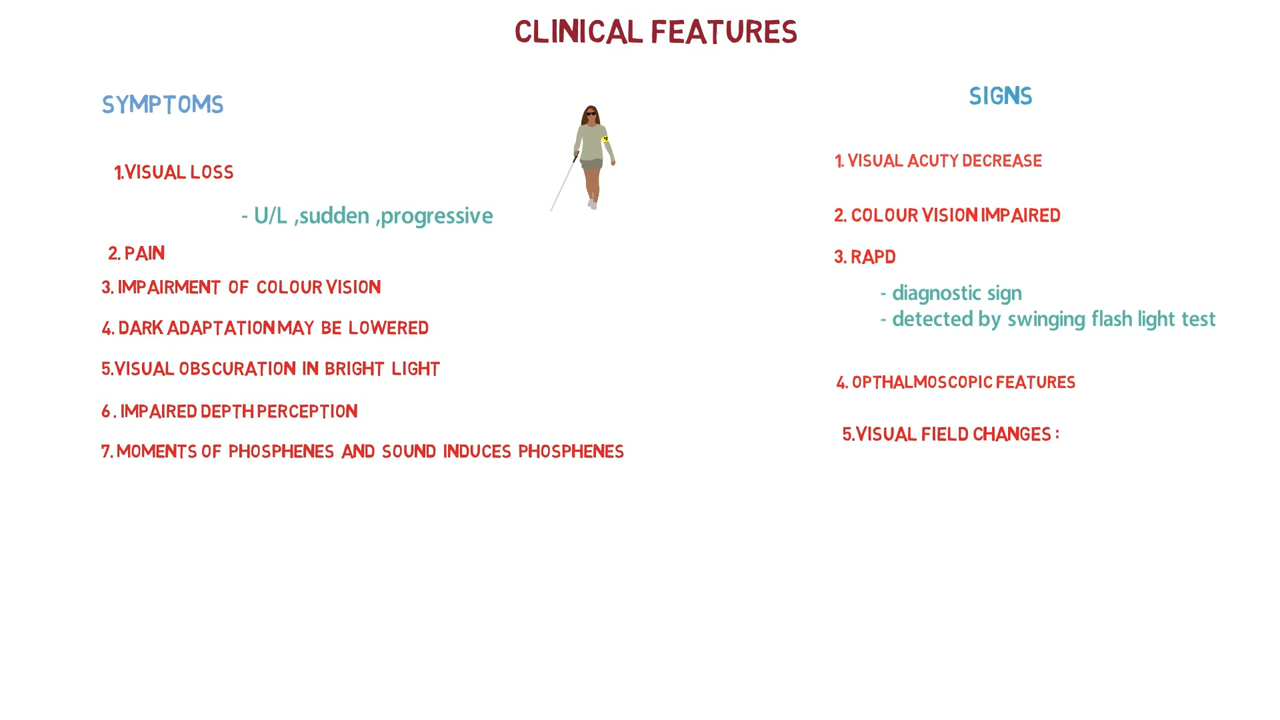 CLINICAL FEATURES
SYMPTOMS
1.VISUAL LOSS
- U/L ,sudden ,progressive
2. PAIN
3. IMPAIRMENT OF COLOUR VISION
4. DARK ADAPTATION MAY BE LOWERED
5.VISUAL OBSCURATION IN BRIGHT LIGHT
6. IMPAIRED DEPTH PERCEPTION
7. MOMENTS OF PHOSPHENES AND SOUND INDUCES PHOSPHENES
SIGNS
1. VISUAL ACUTY DECREASE
2. COLOUR VISION IMPAIRED
3. RAPD
- diagnostic sign
- detected by swinging flash light test
4. OPTHALMOSCOPIC FEATURES
5.VISUAL FIELD CHANGES :